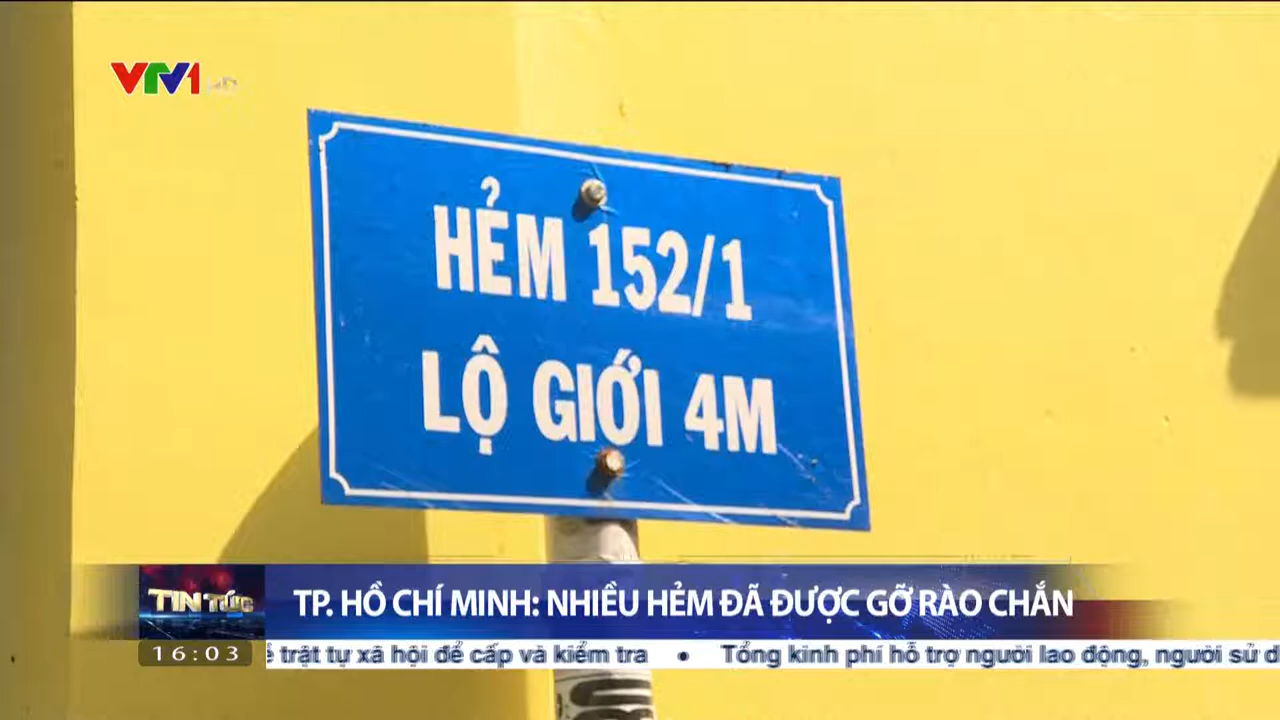 VTV1 HD
HẺM 152/1
LỘ GIỚI 4M
TIN TỨC
TP. HỒ CHÍ MINH: NHIỀU HẺM ĐÃ ĐƯỢC GỠ RÀO CHẮN
16:03
trật tự xã hội để cấp và kiểm tra • Tổng kinh phí hỗ trợ người lao động, người sử